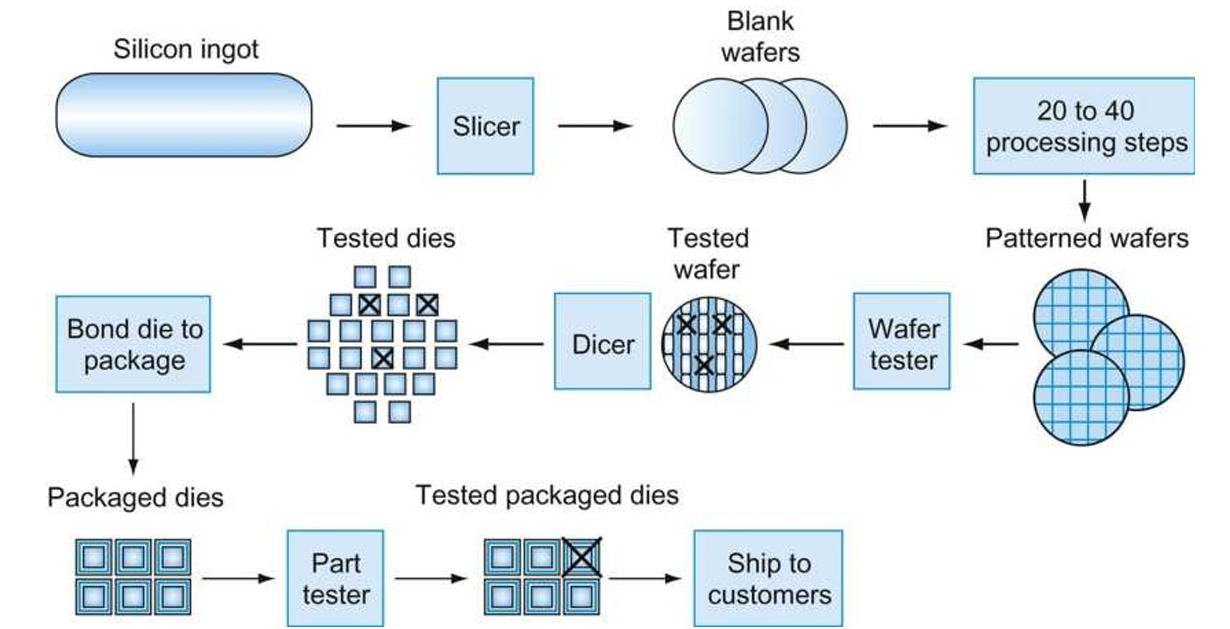 Silicon ingot
Slicer
Blank
wafers
20 to 40
processing steps
Patterned wafers
Wafer
tester
Tested
wafer
Dicer
Tested dies
Bond die to
package
Packaged dies
Part
tester
Tested packaged dies
Ship to
customers